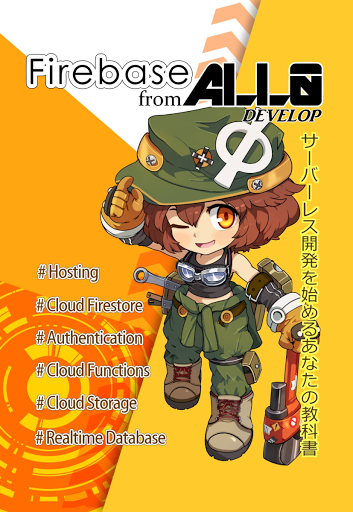 Firebase
from ALL0
DEVELOP
サーバーレス開発を始めるあなたの教科書
#Hosting
#Cloud Firestore
#Authentication
#Cloud Functions
#Cloud Storage
#Realtime Database